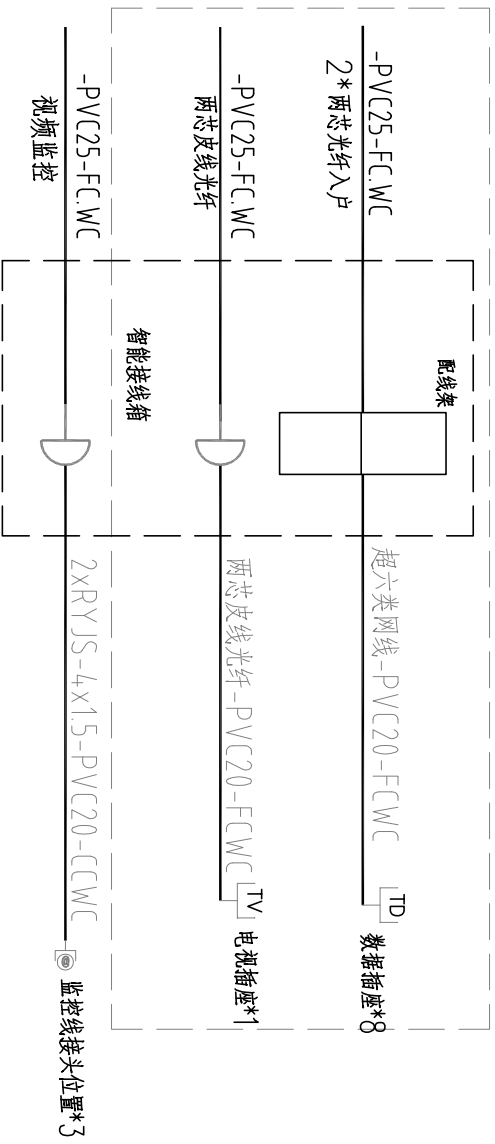 -PVC25-FC.WC
2*两芯光纤入户
配线架
超六类网线-PVC20-FCWC
TD
数据插座*8
-PVC25-FC.WC
两芯皮线光纤
智能接线箱
两芯皮线光纤-PVC20-FCWC
TV
电视插座*1
-PVC25-FC.WC
视频监控
2xRYJS-4x1.5-PVC20-CCWC
监控线接头位置*3